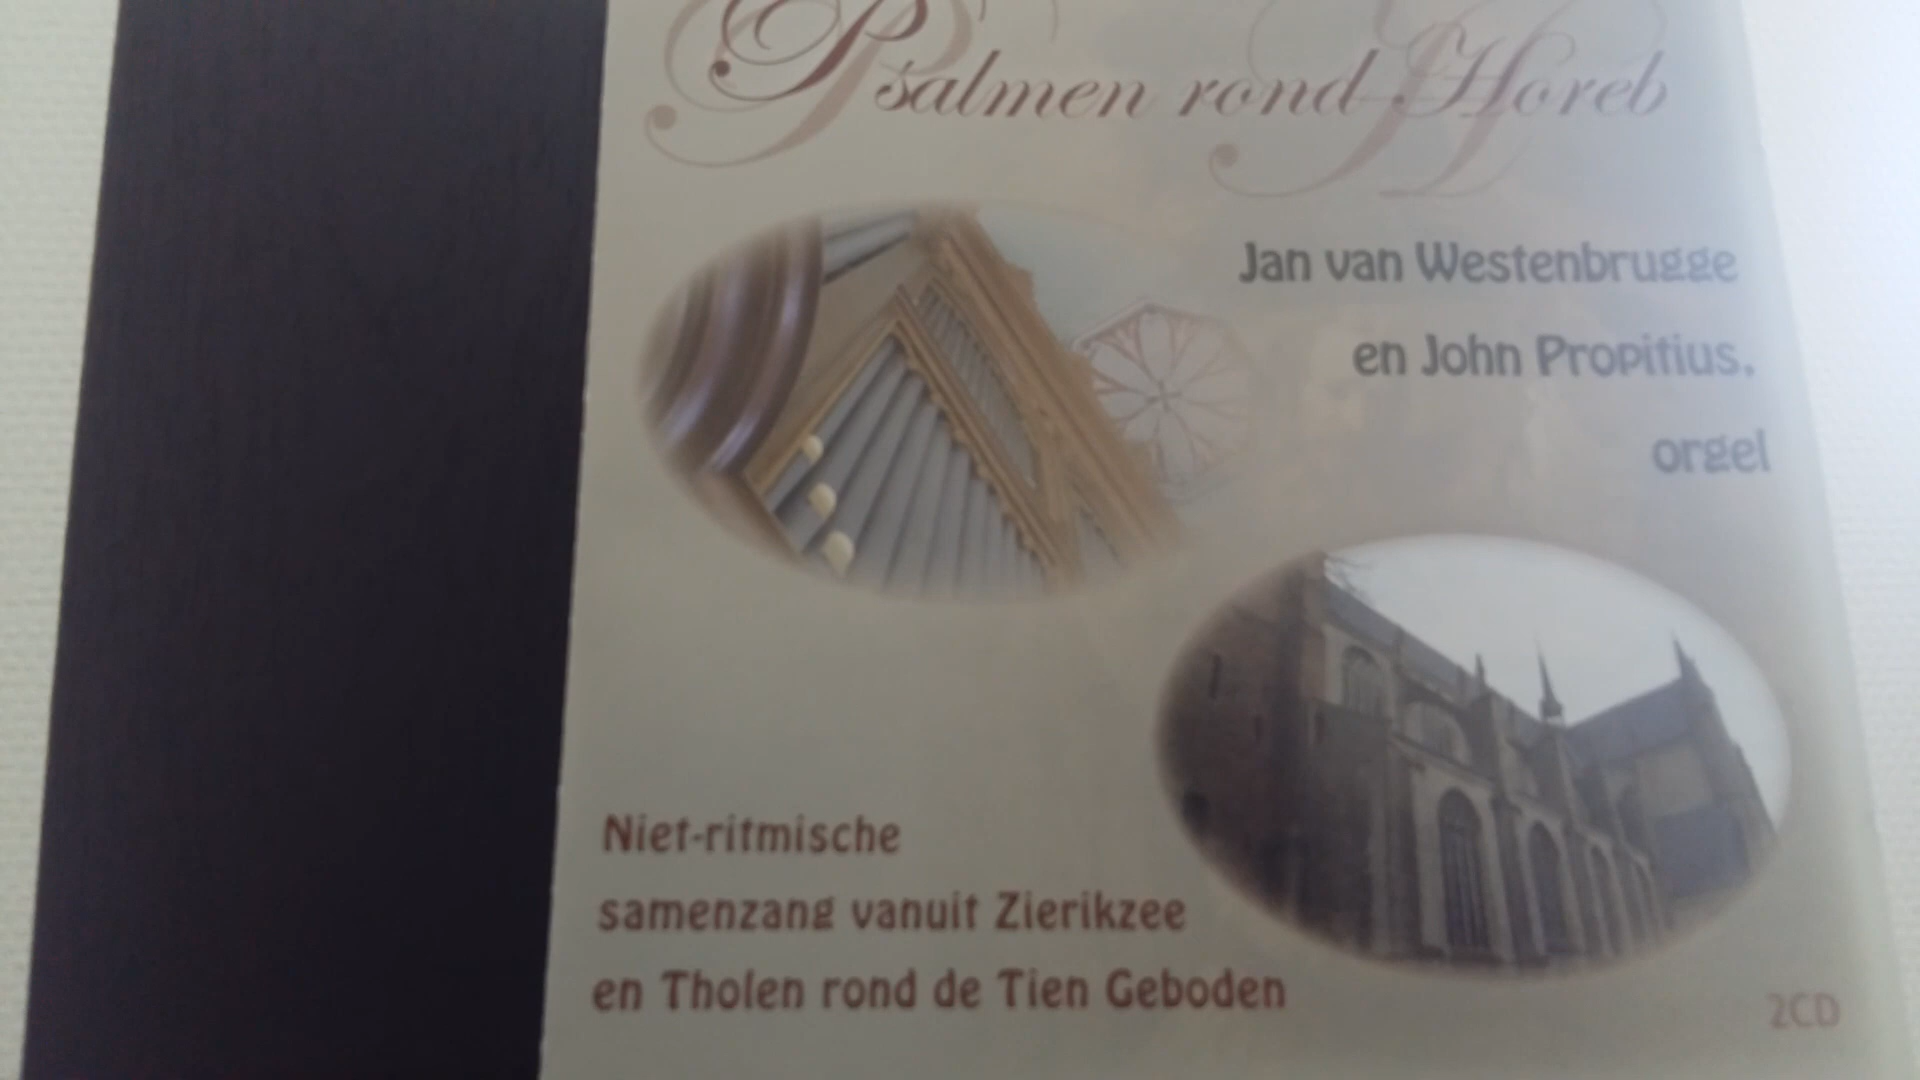 Psalmen rond Horeb
Jan van Westenbrugge
en John Propitius,
orgel
Niet-ritmische
samenzang vanuit Zierikzee
en Tholen rond de Tien Geboden
2CD